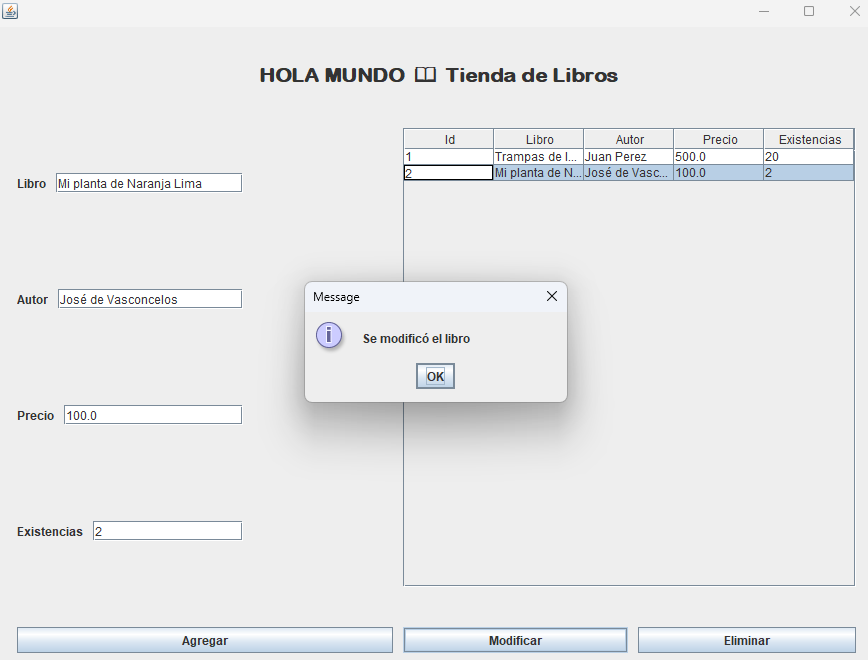 HOLA MUNDO 📖 Tienda de Libros
Id Libro Autor Precio Existencias
1 Trampas de l... Juan Perez 500.0 20
2 Mi planta de N... José de Vasc... 100.0 2
Libro Mi planta de Naranja Lima
Autor José de Vasconcelos
Precio 100.0
Existencias 2
Message
Se modificó el libro
OK
Agregar Modificar Eliminar